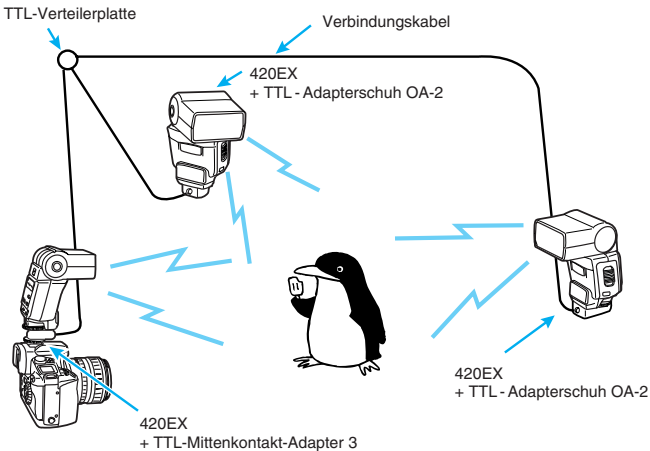 TTL-Verteilerplatte
Verbindungskabel
420EX
+ TTL - Adapterschuh OA-2
420EX
+ TTL - Adapterschuh OA-2
420EX
+ TTL-Mittenkontakt-Adapter 3